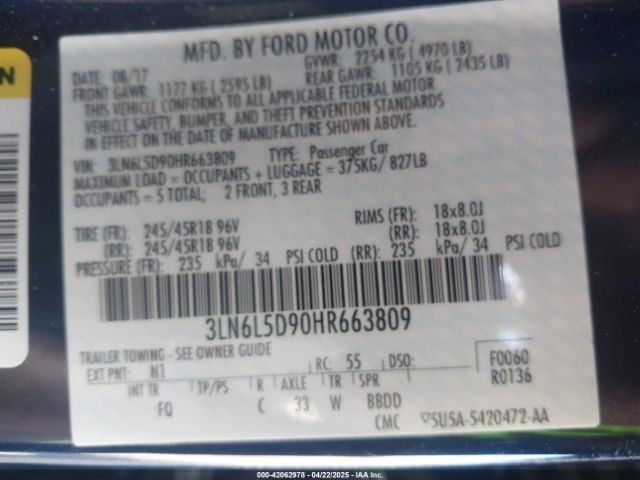 N
MFD. BY FORD MOTOR CO.
DATE: 08/17 GVWR: 2254 KG ( 4970 LB)
FRONT GAWR: 1177 KG ( 2595 LB) REAR GAWR: 1105 KG ( 2435 LB)
THIS VEHICLE CONFORMS TO ALL APPLICABLE FEDERAL MOTOR
VEHICLE SAFETY, BUMPER, AND THEFT PREVENTION STANDARDS
IN EFFECT ON THE DATE OF MANUFACTURE SHOWN ABOVE.
VIN: 3LN6L5D90HR663809 TYPE: Passenger Car
MAXIMUM LOAD = OCCUPANTS + LUGGAGE = 375KG/ 827LB
OCCUPANTS = 5 TOTAL; 2 FRONT, 3 REAR
TIRE (FR): 245/45R18 96V RIMS (FR): 18x8.0J
(RR): 245/45R18 96V (RR): 18x8.0J
PRESSURE (FR): 235 kPa/ 34 PSI COLD (RR): 235 kPa/ 34 PSI COLD
3LN6L5D90HR663809
TRAILER TOWING - SEE OWNER GUIDE
EXT PNT: N1 RC: 55 DSO: F0060
R0136
INT TR TP/PS R AXLE TR SPR
FQ C 33 W BBDD
CMC ▽5U5A-5420472-AA
000-42062978 - 04/22/2025 - IAA Inc.